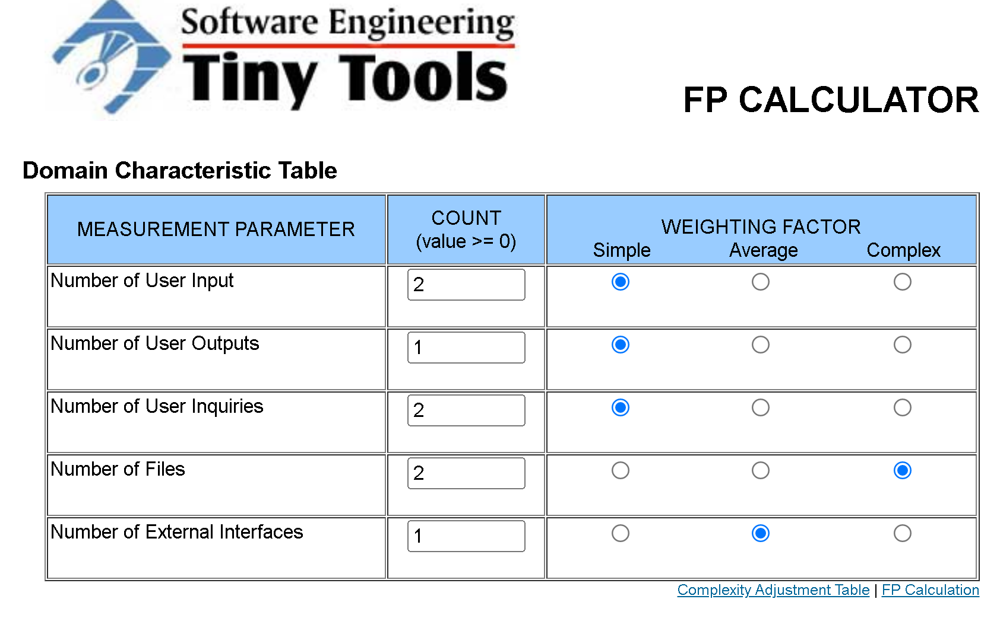 Software Engineering
Tiny Tools
FP CALCULATOR
Domain Characteristic Table
MEASUREMENT PARAMETER
COUNT
(value >= 0)
WEIGHTING FACTOR
Simple Average Complex
Number of User Input 2
Number of User Outputs 1
Number of User Inquiries 2
Number of Files 2
Number of External Interfaces 1
Complexity Adjustment Table | FP Calculation